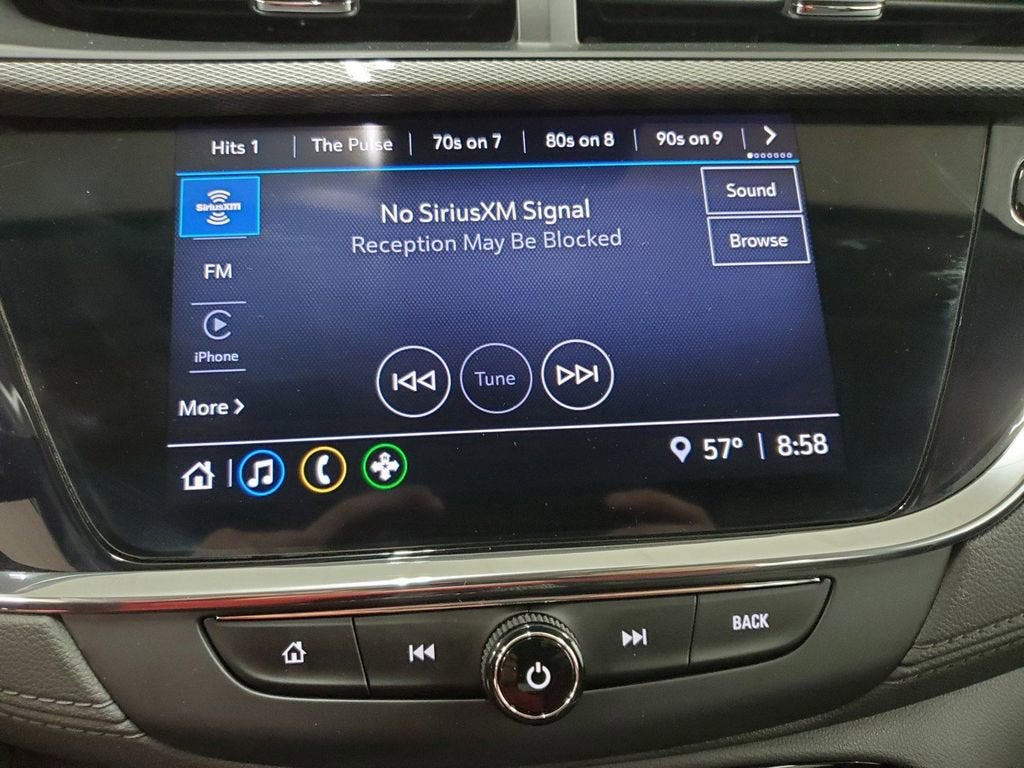 Hits 1 | The Pulse | 70s on 7 | 80s on 8 | 90s on 9 |
SiriusXM
No SiriusXM Signal
Sound
Reception May Be Blocked
Browse
FM
iPhone
Tune
More
57° | 8:58
BACK